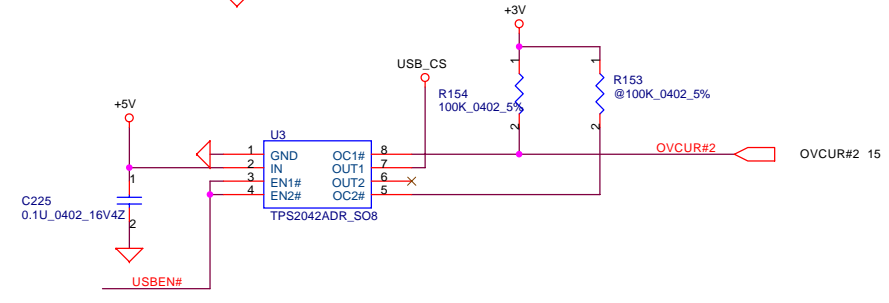 +3V
USB_CS
1
1
R153
@100K_0402_5%
R154
100K_0402_5%
+5V
2
2
U3
1 GND OC1# 8
2 IN OUT1 7
3 EN1# OUT2 6
4 EN2# OC2# 5
TPS2042ADR_SO8
OVCUR#2
OVCUR#2 15
1
C225
0.1U_0402_16V4Z
2
USBEN#